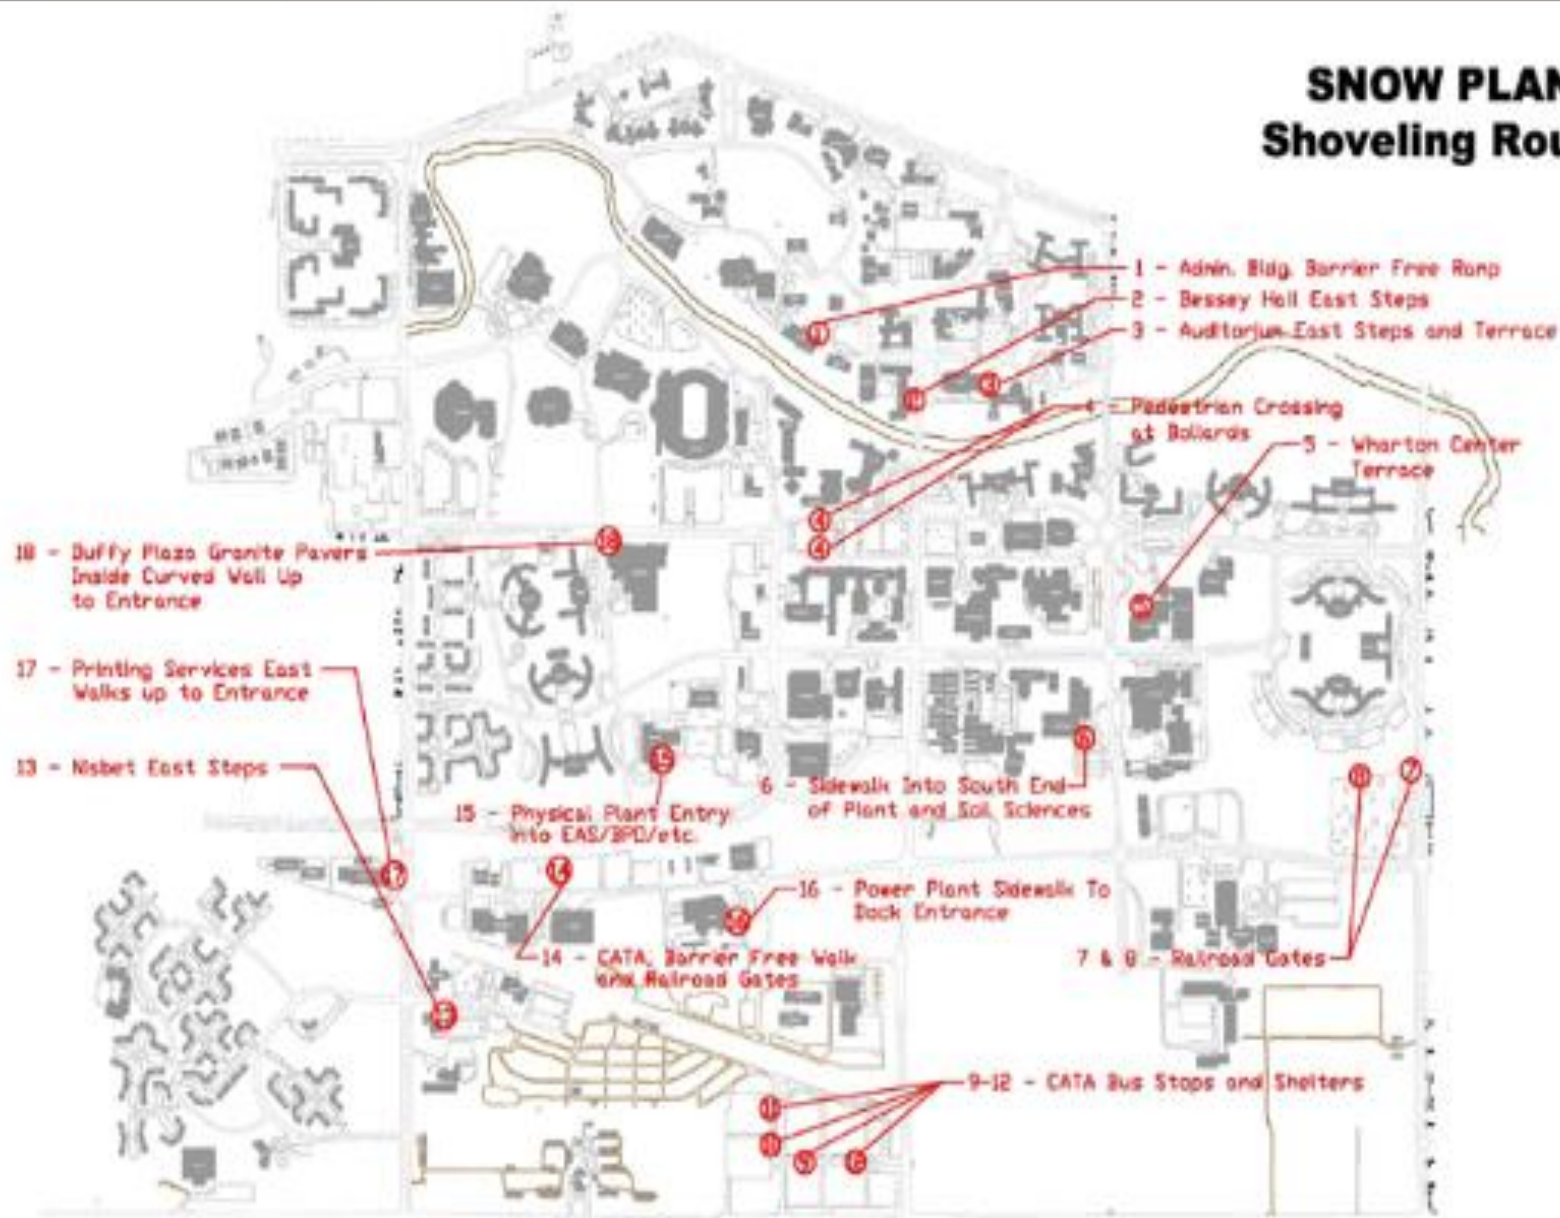 SNOW PLAN
Shoveling Rou
1 - Admin. Bldg. Barrier Free Ramp
2 - Bessey Hall East Steps
3 - Auditorium East Steps and Terrace
4 - Pedestrian Crossing
at Bollards
5 - Wharton Center
Terrace
18 - Duffy Plaza Granite Pavers
Inside Curved Wall Up
to Entrance
17 - Printing Services East
Walks up to Entrance
13 - Nisbet East Steps
15 - Physical Plant Entry
into EAS/BPD/etc.
6 - Sidewalk Into South End
of Plant and Soil Sciences
16 - Power Plant Sidewalk To
Dock Entrance
14 - CATA, Barrier Free Walk
and Railroad Gates
7 & 8 - Railroad Gates
9-12 - CATA Bus Stops and Shelters